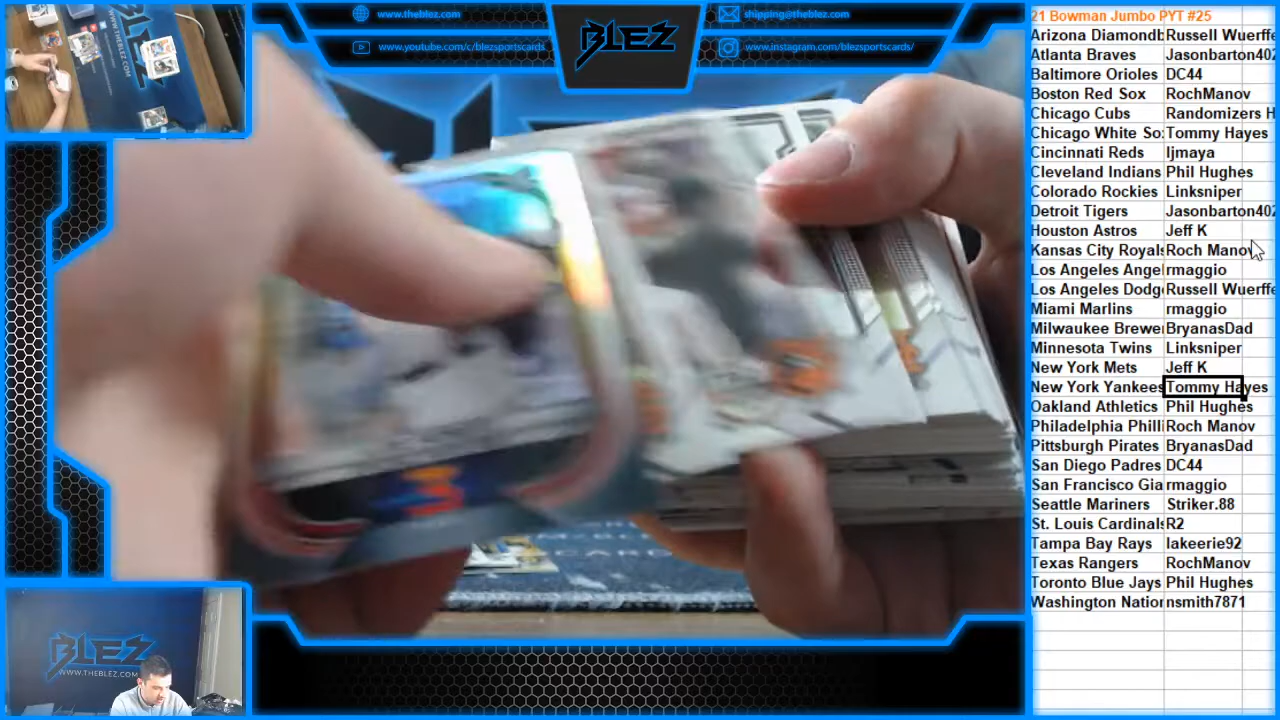 www.theblez.com
shipping@theblez.com
www.youtube.com/c/blezsportscards
www.instagram.com/blezsportscards/
BLEZ
21 Bowman Jumbo PYT #25
Arizona Diamondb Russell Wuerffe
Atlanta Braves Jasonbarton402
Baltimore Orioles DC44
Boston Red Sox RochManov
Chicago Cubs Randomizers H
Chicago White So Tommy Hayes
Cincinnati Reds ljmaya
Cleveland Indians Phil Hughes
Colorado Rockies Linksniper
Detroit Tigers Jasonbarton402
Houston Astros Jeff K
Kansas City Royals Roch Manov
Los Angeles Angel rmaggio
Los Angeles Dodge Russell Wuerffe
Miami Marlins rmaggio
Milwaukee Brewer BryanasDad
Minnesota Twins Linksniper
New York Mets Jeff K
New York Yankees Tommy Hayes
Oakland Athletics Phil Hughes
Philadelphia Philli Roch Manov
Pittsburgh Pirates BryanasDad
San Diego Padres DC44
San Francisco Gia rmaggio
Seattle Mariners Striker.88
St. Louis Cardinals R2
Tampa Bay Rays lakeerie92
Texas Rangers RochManov
Toronto Blue Jays Phil Hughes
Washington Nation nsmith7871
BLEZ
WWW.THEBLEZ.COM